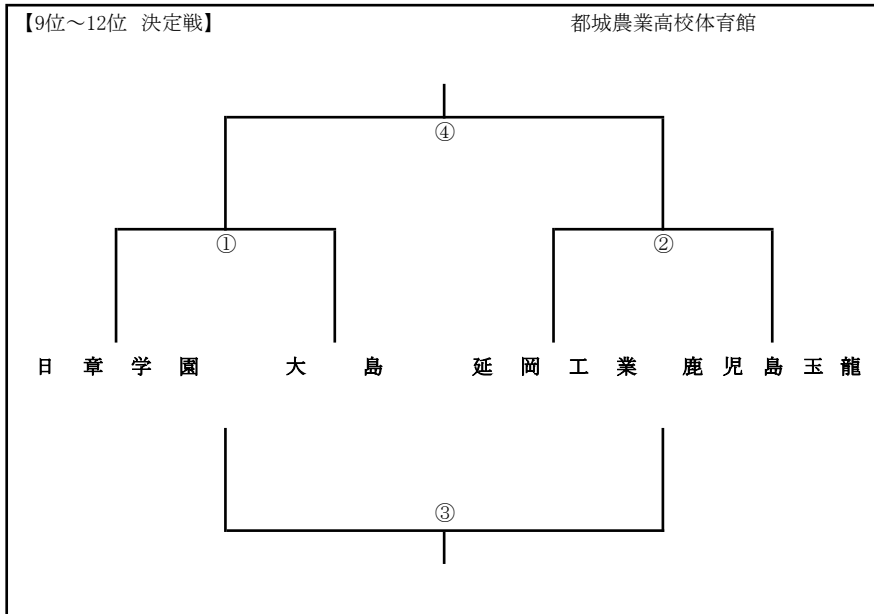 【9位～12位 決定戦】 都城農業高校体育館
④
① ②
日章学園 大島 延岡工業 鹿児島玉龍
③